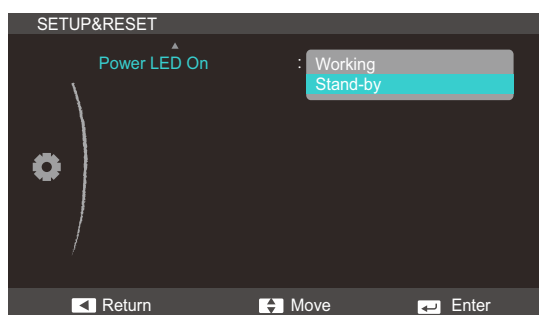 SETUP&RESET
Power LED On : Working
Stand-by
Return Move Enter